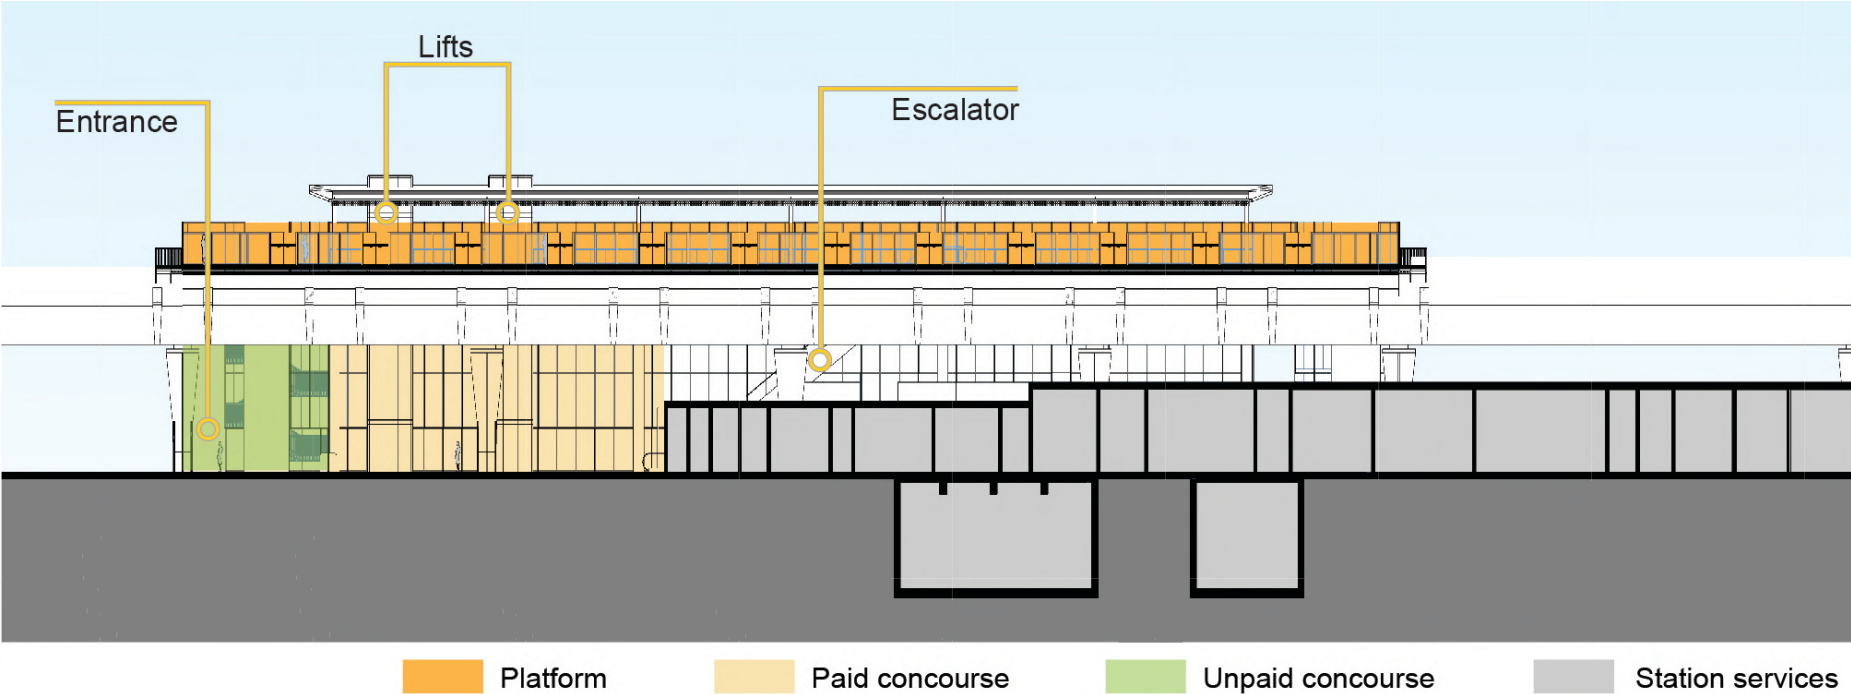 Lifts
Entrance
Escalator
Platform
Paid concourse
Unpaid concourse
Station services